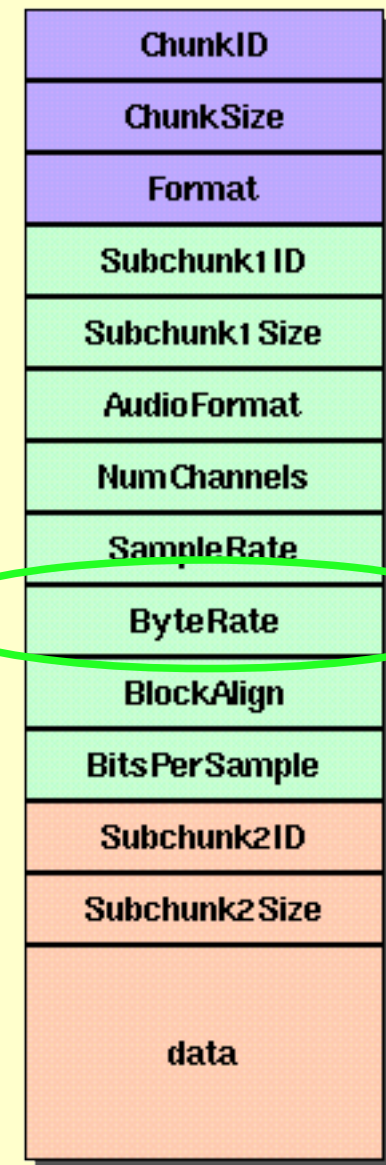 ChunkID
ChunkSize
Format
Subchunk1ID
Subchunk1Size
AudioFormat
NumChannels
SampleRate
ByteRate
BlockAlign
BitsPerSample
Subchunk2ID
Subchunk2Size
data